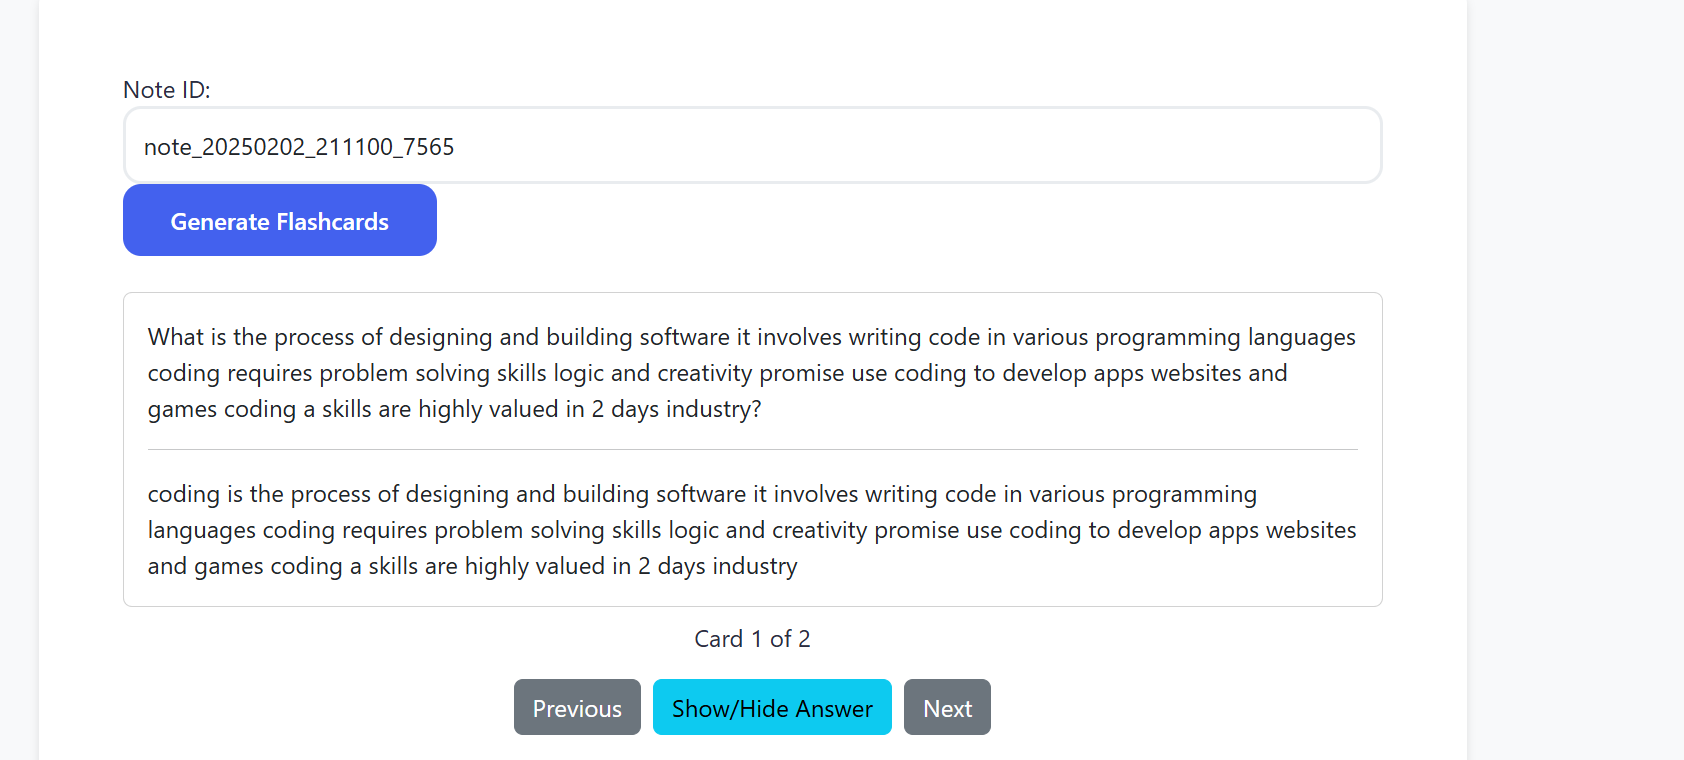 Note ID:
note_20250202_211100_7565
Generate Flashcards
What is the process of designing and building software it involves writing code in various programming languages
coding requires problem solving skills logic and creativity promise use coding to develop apps websites and
games coding a skills are highly valued in 2 days industry?
coding is the process of designing and building software it involves writing code in various programming
languages coding requires problem solving skills logic and creativity promise use coding to develop apps websites
and games coding a skills are highly valued in 2 days industry
Card 1 of 2
Previous
Show/Hide Answer
Next